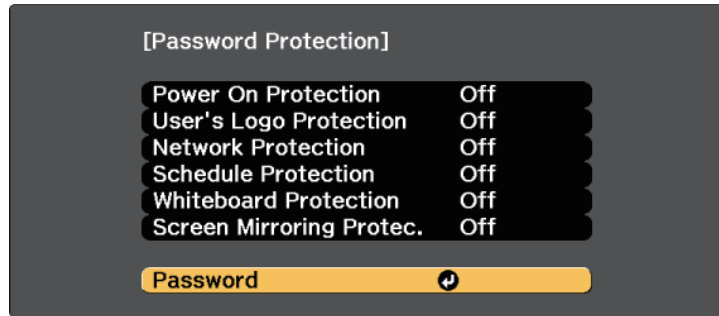 [Password Protection]
Power On Protection Off
User's Logo Protection Off
Network Protection Off
Schedule Protection Off
Whiteboard Protection Off
Screen Mirroring Protec. Off
Password